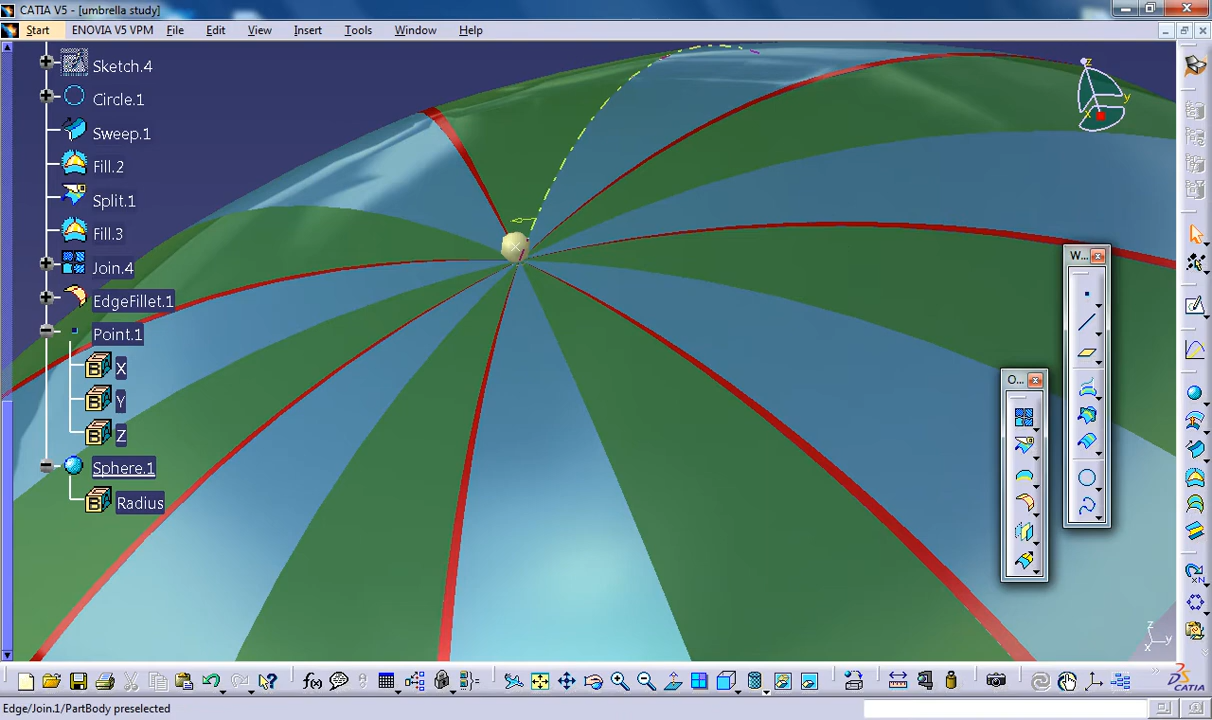 CATIA V5 - [umbrella study]
Start ENOVIA V5 VPM File Edit View Insert Tools Window Help
Sketch.4
Circle.1
Sweep.1
Fill.2
Split.1
Fill.3
Join.4
EdgeFillet.1
Point.1
X
Y
Z
Sphere.1
Radius
z
y
x
W...
O...
z
y
x
f(x)
CATIA
Edge/Join.1/PartBody preselected